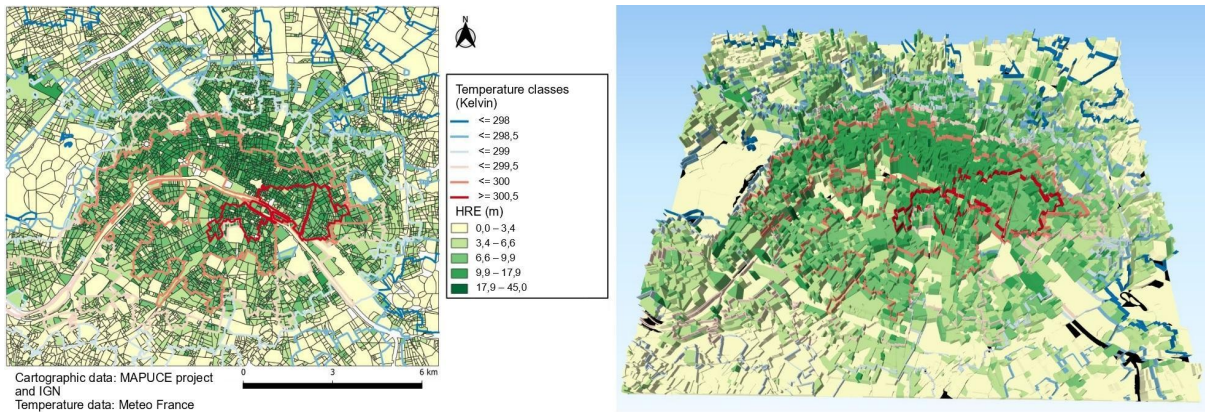 N
Temperature classes
(Kelvin)
<= 298
<= 298,5
<= 299
<= 299,5
<= 300
>= 300,5
HRE (m)
0,0 – 3,4
3,4 – 6,6
6,6 – 9,9
9,9 – 17,9
17,9 – 45,0
Cartographic data: MAPUCE project
and IGN
Temperature data: Meteo France
0 3 6 km